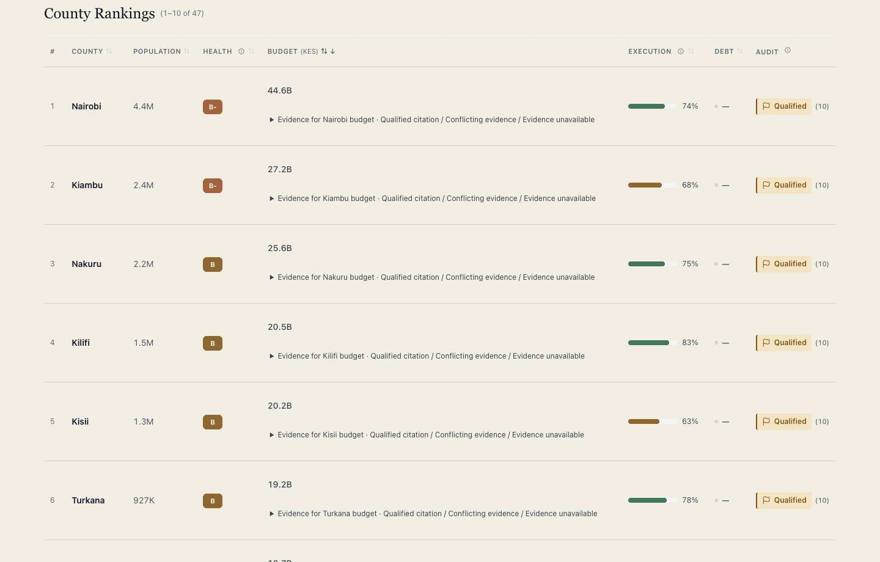 County Rankings (1–10 of 47)
# COUNTY POPULATION HEALTH BUDGET (KES) EXECUTION DEBT AUDIT
44.6B
1 Nairobi 4.4M B- 74% — Qualified (10)
▶ Evidence for Nairobi budget · Qualified citation / Conflicting evidence / Evidence unavailable
27.2B
2 Kiambu 2.4M B- 68% — Qualified (10)
▶ Evidence for Kiambu budget · Qualified citation / Conflicting evidence / Evidence unavailable
25.6B
3 Nakuru 2.2M B 75% — Qualified (10)
▶ Evidence for Nakuru budget · Qualified citation / Conflicting evidence / Evidence unavailable
20.5B
4 Kilifi 1.5M B 83% — Qualified (10)
▶ Evidence for Kilifi budget · Qualified citation / Conflicting evidence / Evidence unavailable
20.2B
5 Kisii 1.3M B 63% — Qualified (10)
▶ Evidence for Kisii budget · Qualified citation / Conflicting evidence / Evidence unavailable
19.2B
6 Turkana 927K B 78% — Qualified (10)
▶ Evidence for Turkana budget · Qualified citation / Conflicting evidence / Evidence unavailable